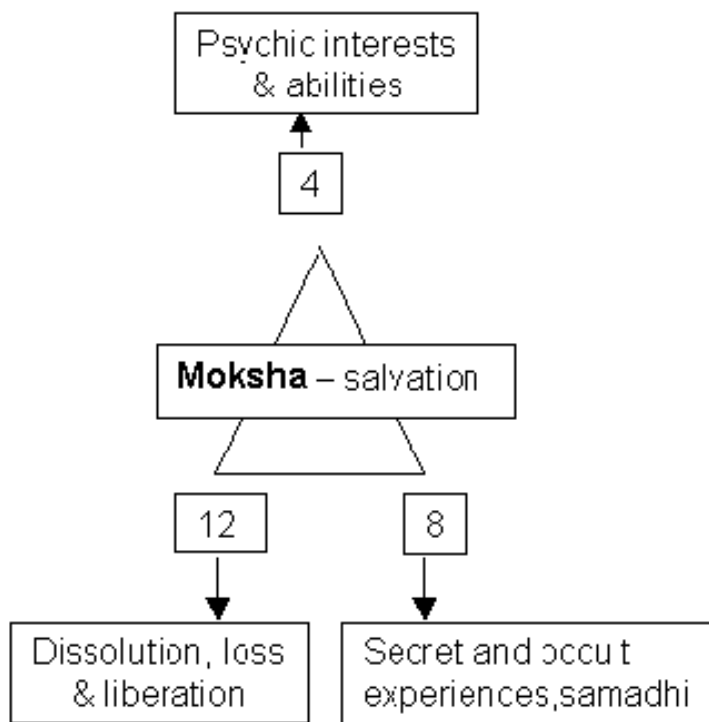 Psychic interests
& abilities
4
Moksha – salvation
12
8
Dissolution, loss
& liberation
Secret and occult
experiences,samadhi